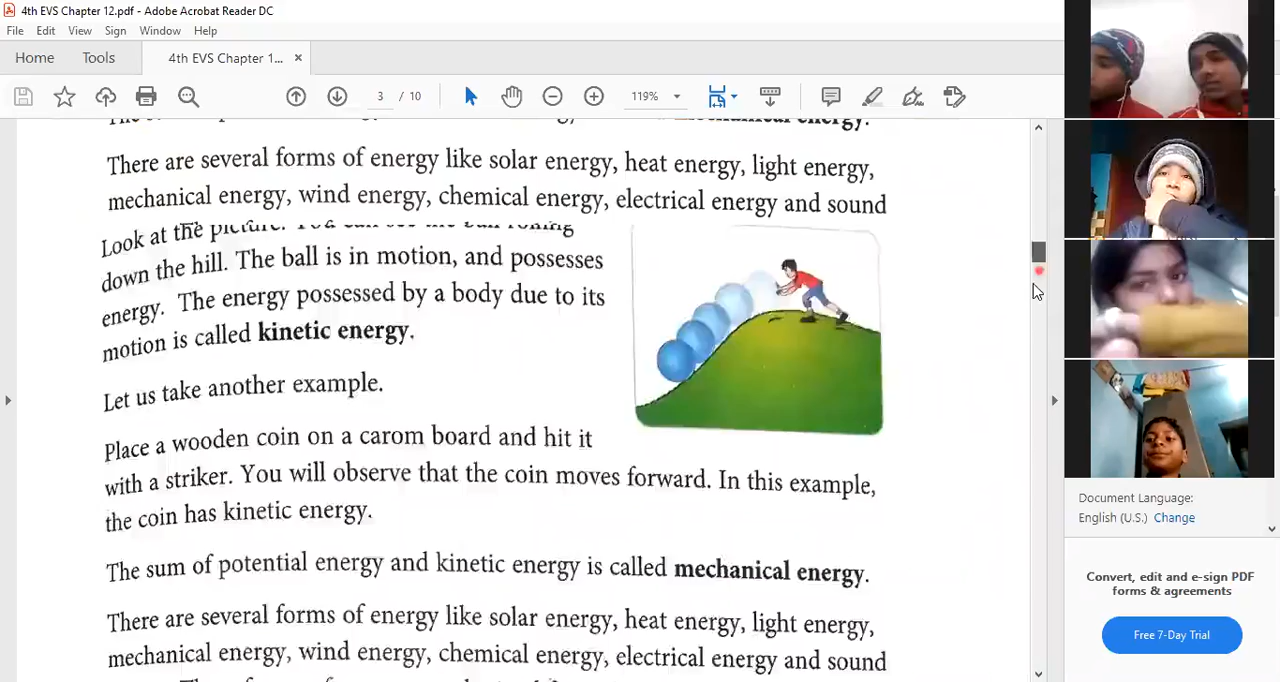 4th EVS Chapter 12.pdf - Adobe Acrobat Reader DC
File Edit View Sign Window Help
Home Tools 4th EVS Chapter 1... ×
3 / 10 119%
mechanical energy.
There are several forms of energy like solar energy, heat energy, light energy,
mechanical energy, wind energy, chemical energy, electrical energy and sound
Look at the picture. You can see the ball rolling
down the hill. The ball is in motion, and possesses
energy. The energy possessed by a body due to its
motion is called kinetic energy.
Let us take another example.
Place a wooden coin on a carom board and hit it
with a striker. You will observe that the coin moves forward. In this example,
the coin has kinetic energy.
The sum of potential energy and kinetic energy is called mechanical energy.
There are several forms of energy like solar energy, heat energy, light energy,
mechanical energy, wind energy, chemical energy, electrical energy and sound
Document Language:
English (U.S.) Change
Convert, edit and e-sign PDF
forms & agreements
Free 7-Day Trial